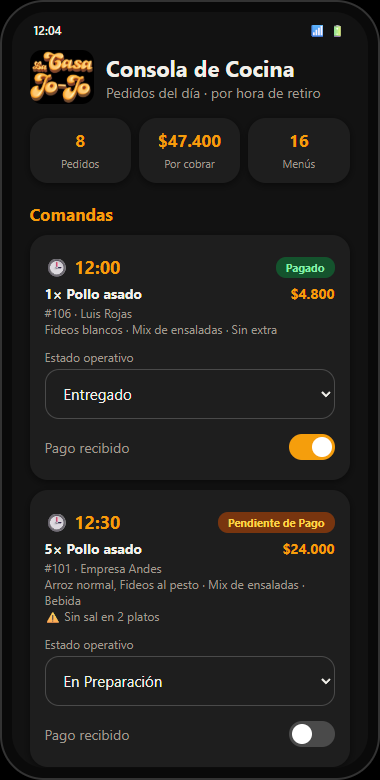 12:04
La Casa
Jo-Jo
Consola de Cocina
Pedidos del día · por hora de retiro
8
Pedidos
$47.400
Por cobrar
16
Menús
Comandas
12:00
Pagado
1× Pollo asado
$4.800
#106 · Luis Rojas
Fideos blancos · Mix de ensaladas · Sin extra
Estado operativo
Entregado
Pago recibido
12:30
Pendiente de Pago
5× Pollo asado
$24.000
#101 · Empresa Andes
Arroz normal, Fideos al pesto · Mix de ensaladas ·
Bebida
Sin sal en 2 platos
Estado operativo
En Preparación
Pago recibido